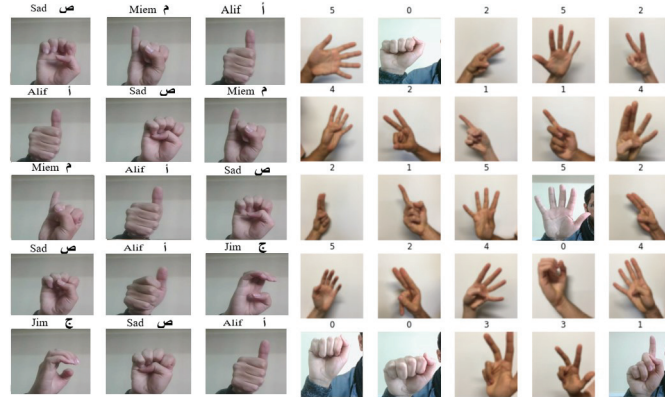 Sad ص Miem م Alif أ 5 0 2 5 2
Alif أ Sad ص Miem م 4 2 1 1 4
Miem م Alif أ Sad ص 2 1 5 5 2
Sad ص Alif أ Jim ج 5 2 4 0 4
Jim ج Sad ص Alif أ 0 0 3 3 1